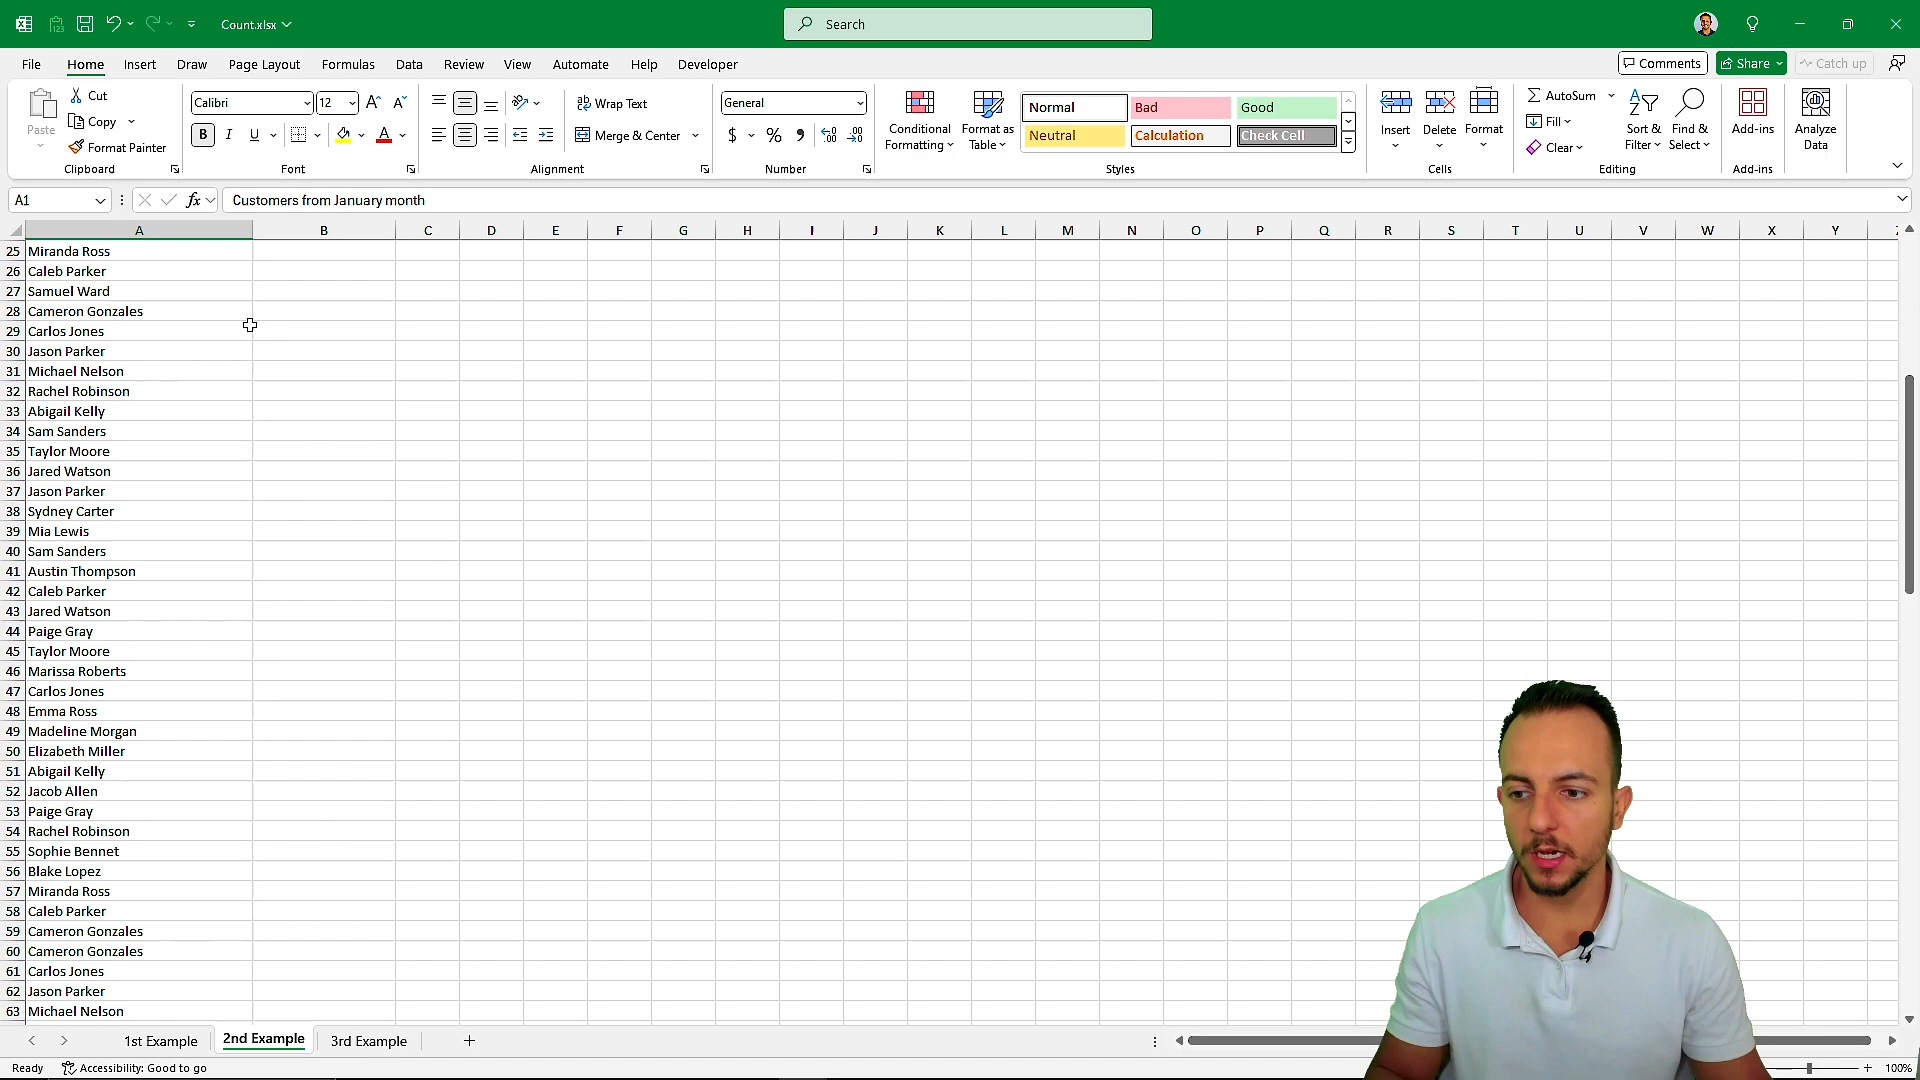 Count.xlsx
Search
File Home Insert Draw Page Layout Formulas Data Review View Automate Help Developer
Comments Share Catch up
Paste
Cut
Copy
Format Painter
Clipboard
Calibri 12
B I U
Font
Wrap Text
Merge & Center
Alignment
General
$ % 9
Number
Conditional Formatting
Format as Table
Normal Bad Good
Neutral Calculation Check Cell
Styles
Insert Delete Format
Cells
AutoSum
Fill
Clear
Sort & Filter
Find & Select
Editing
Add-ins
Add-ins
Analyze Data
A1 fx Customers from January month
A B C D E F G H I J K L M N O P Q R S T U V W X Y
25 Miranda Ross
26 Caleb Parker
27 Samuel Ward
28 Cameron Gonzales
29 Carlos Jones
30 Jason Parker
31 Michael Nelson
32 Rachel Robinson
33 Abigail Kelly
34 Sam Sanders
35 Taylor Moore
36 Jared Watson
37 Jason Parker
38 Sydney Carter
39 Mia Lewis
40 Sam Sanders
41 Austin Thompson
42 Caleb Parker
43 Jared Watson
44 Paige Gray
45 Taylor Moore
46 Marissa Roberts
47 Carlos Jones
48 Emma Ross
49 Madeline Morgan
50 Elizabeth Miller
51 Abigail Kelly
52 Jacob Allen
53 Paige Gray
54 Rachel Robinson
55 Sophie Bennet
56 Blake Lopez
57 Miranda Ross
58 Caleb Parker
59 Cameron Gonzales
60 Cameron Gonzales
61 Carlos Jones
62 Jason Parker
63 Michael Nelson
1st Example 2nd Example 3rd Example
Ready Accessibility: Good to go 100%